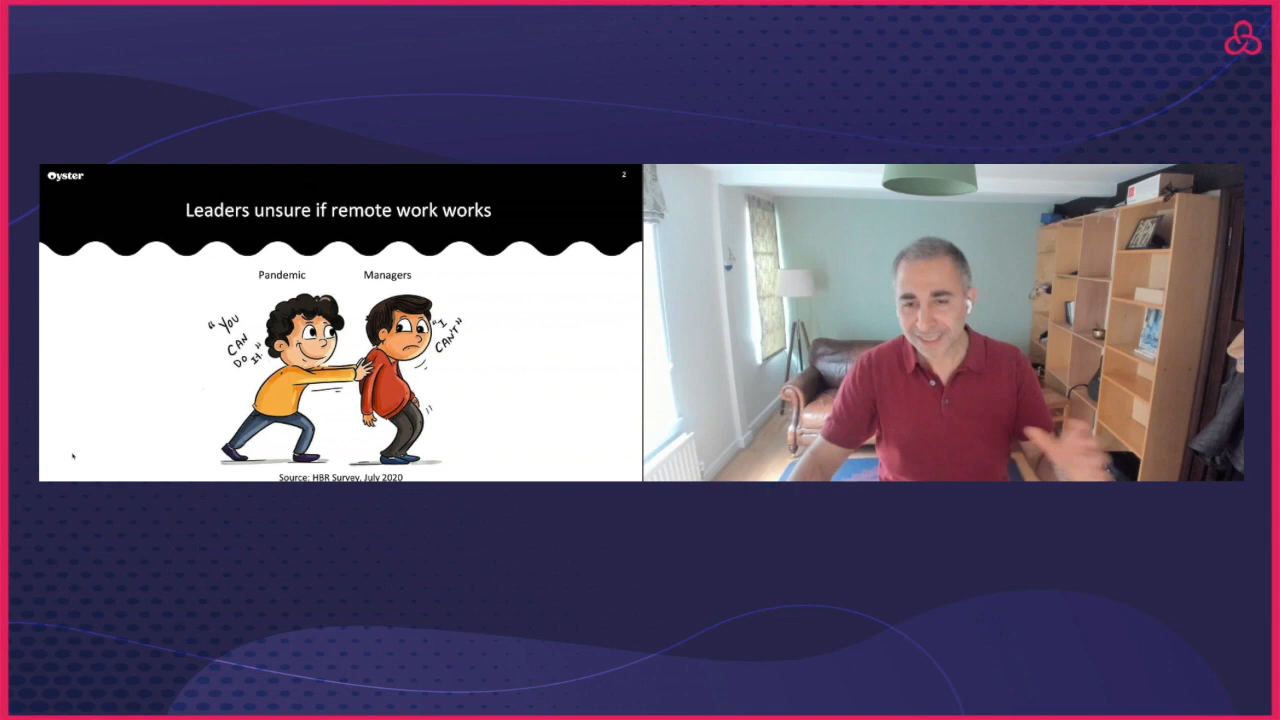 Oyster
2
Leaders unsure if remote work works
Pandemic
Managers
"YOU
CAN
DO
IT."
"I
CAN'T"
Source: HBR Survey, July 2020